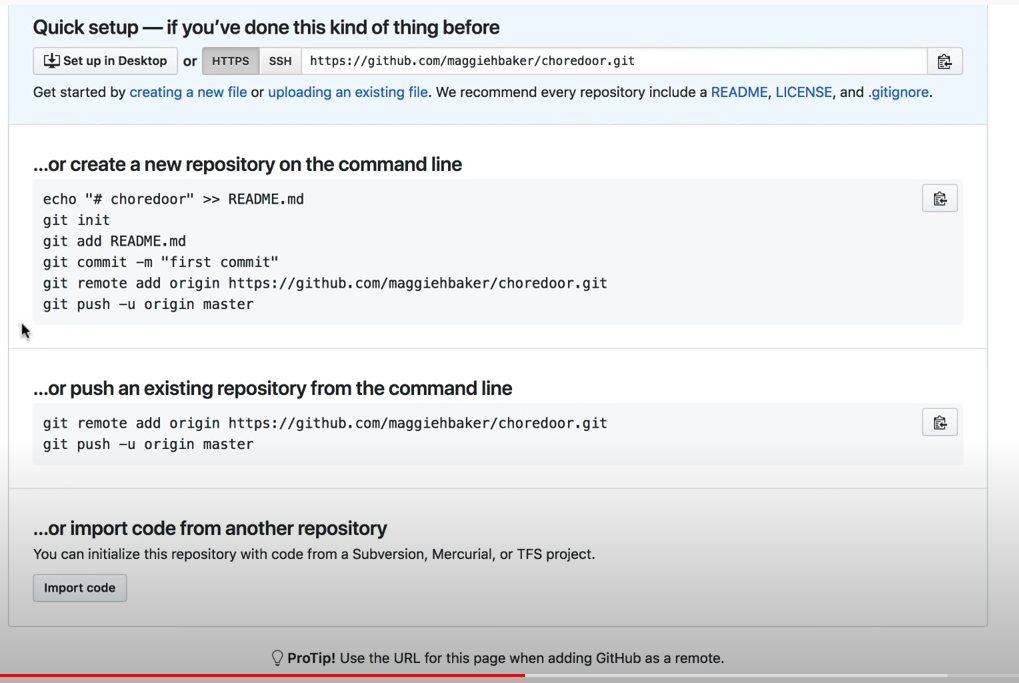 Quick setup — if you’ve done this kind of thing before
Set up in Desktop or HTTPS SSH https://github.com/maggiehbaker/choredoor.git
Get started by creating a new file or uploading an existing file. We recommend every repository include a README, LICENSE, and .gitignore.
…or create a new repository on the command line
echo "# choredoor" >> README.md
git init
git add README.md
git commit -m "first commit"
git remote add origin https://github.com/maggiehbaker/choredoor.git
git push -u origin master
…or push an existing repository from the command line
git remote add origin https://github.com/maggiehbaker/choredoor.git
git push -u origin master
…or import code from another repository
You can initialize this repository with code from a Subversion, Mercurial, or TFS project.
Import code
ProTip! Use the URL for this page when adding GitHub as a remote.